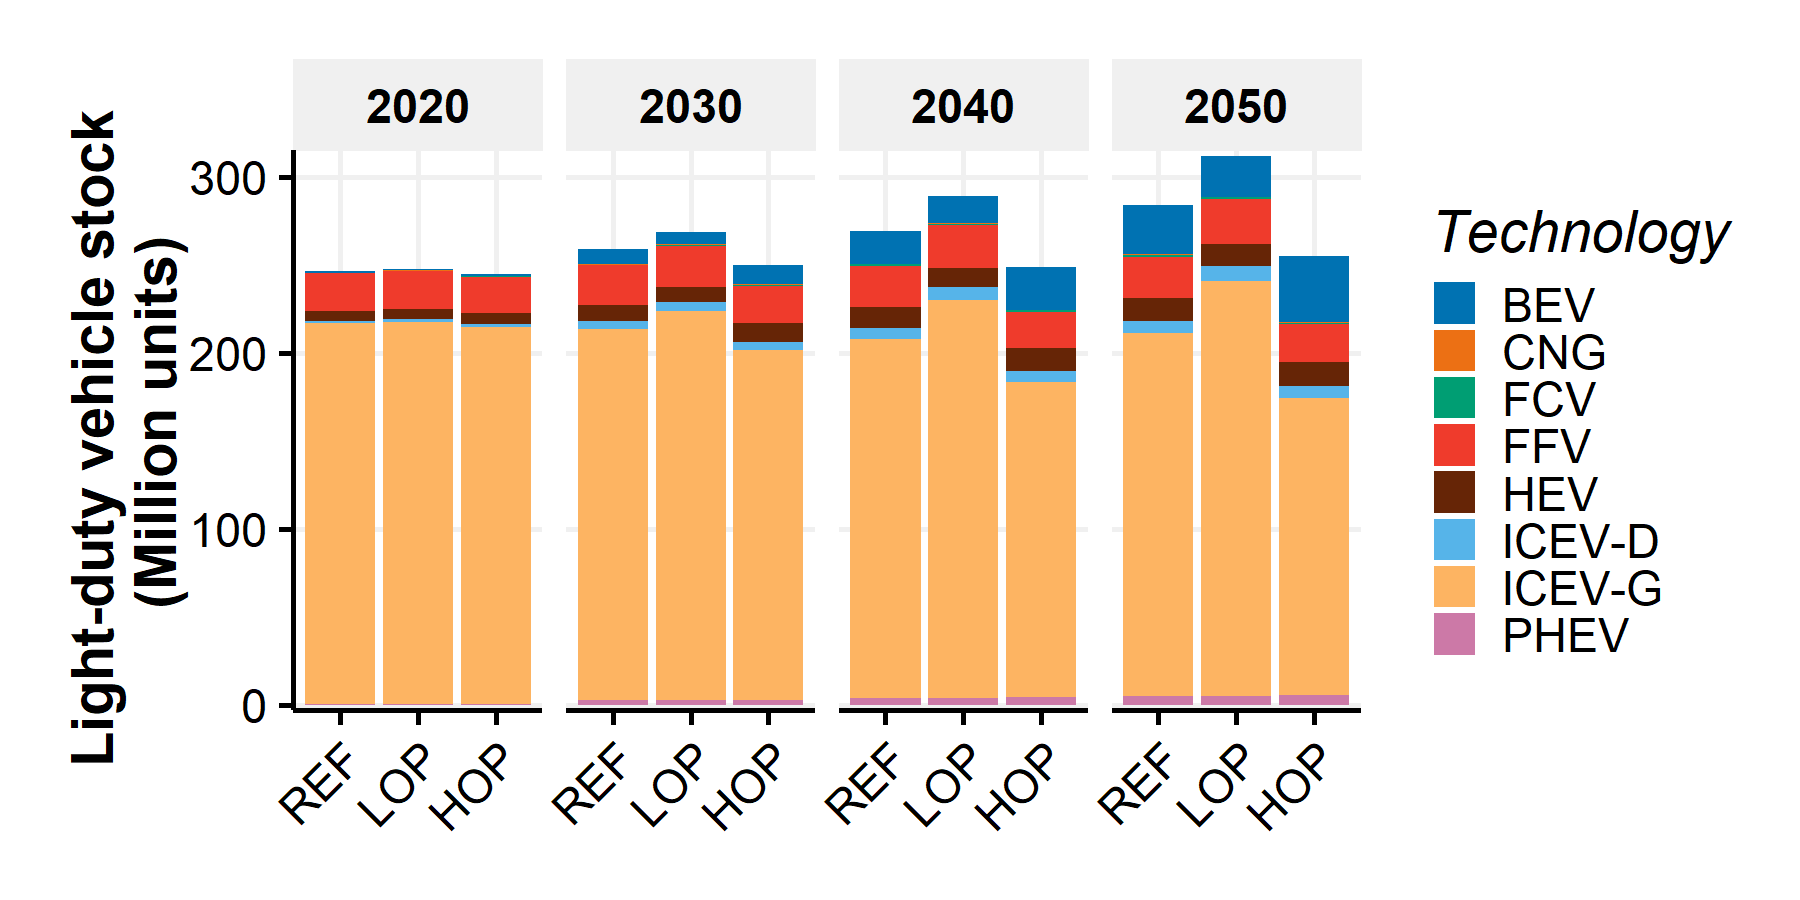 2020 2030 2040 2050
Light-duty vehicle stock
(Million units)
300
200
100
0
REF LOP HOP REF LOP HOP REF LOP HOP REF LOP HOP
Technology
BEV
CNG
FCV
FFV
HEV
ICEV-D
ICEV-G
PHEV